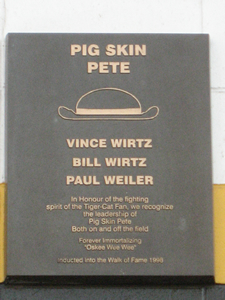 PIG SKIN
PETE
VINCE WIRTZ
BILL WIRTZ
PAUL WEILER
In Honour of the fighting
spirit of the Tiger-Cat Fan, we recognize
the leadership of
Pig Skin Pete
Both on and off the field
Forever Immortalizing
"Oskee Wee Wee"
Inducted into the Walk of Fame 1998